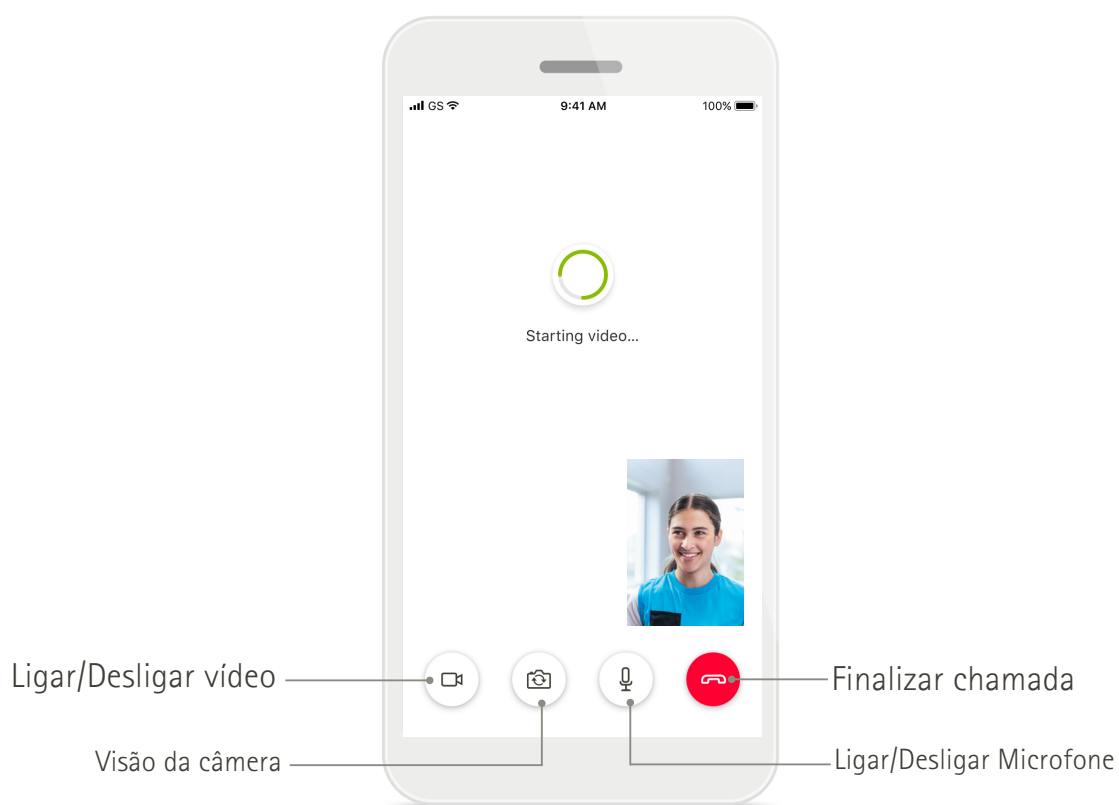 GS 9:41 AM 100%
Starting video...
Ligar/Desligar vídeo
Finalizar chamada
Visão da câmera
Ligar/Desligar Microfone